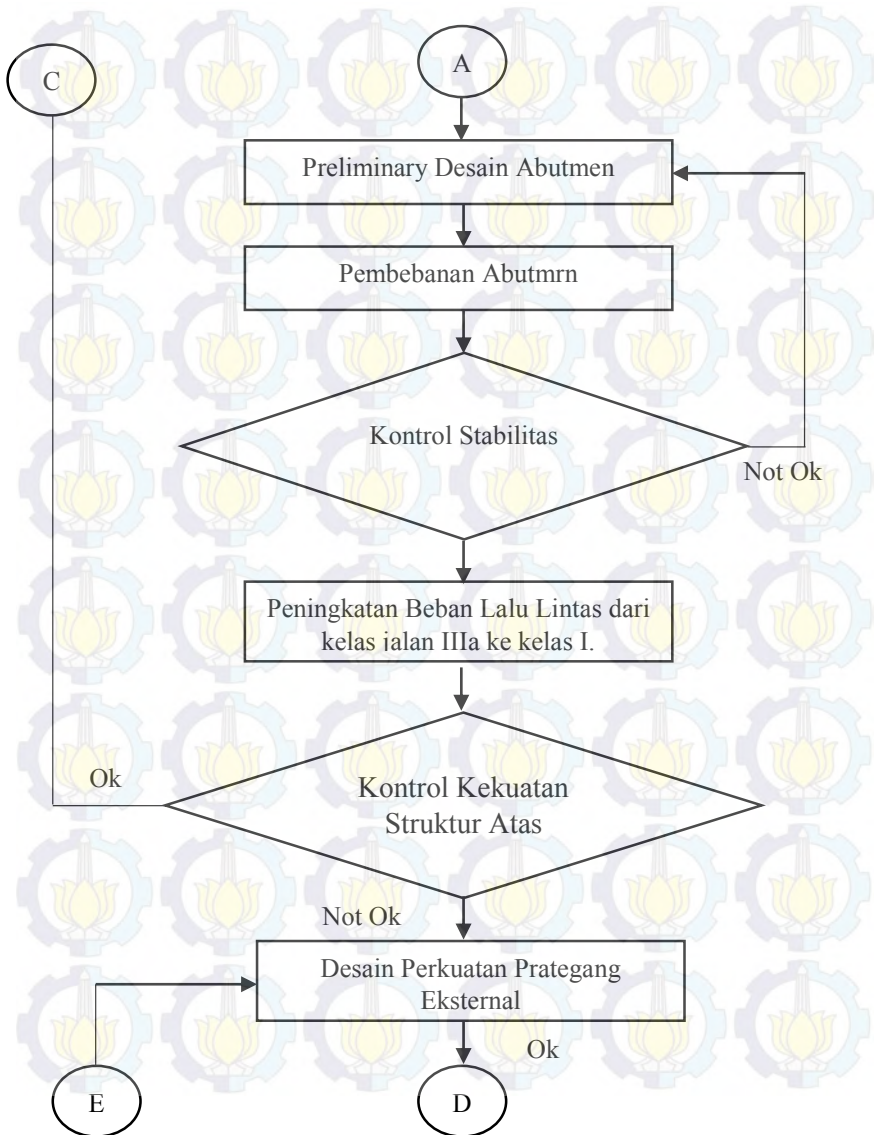 C
A
Preliminary Desain Abutmen
Pembebanan Abutmrn
Kontrol Stabilitas
Not Ok
Peningkatan Beban Lalu Lintas dari
kelas jalan IIIa ke kelas I.
Ok
Kontrol Kekuatan
Struktur Atas
Not Ok
Desain Perkuatan Prategang
Eksternal
Ok
E
D